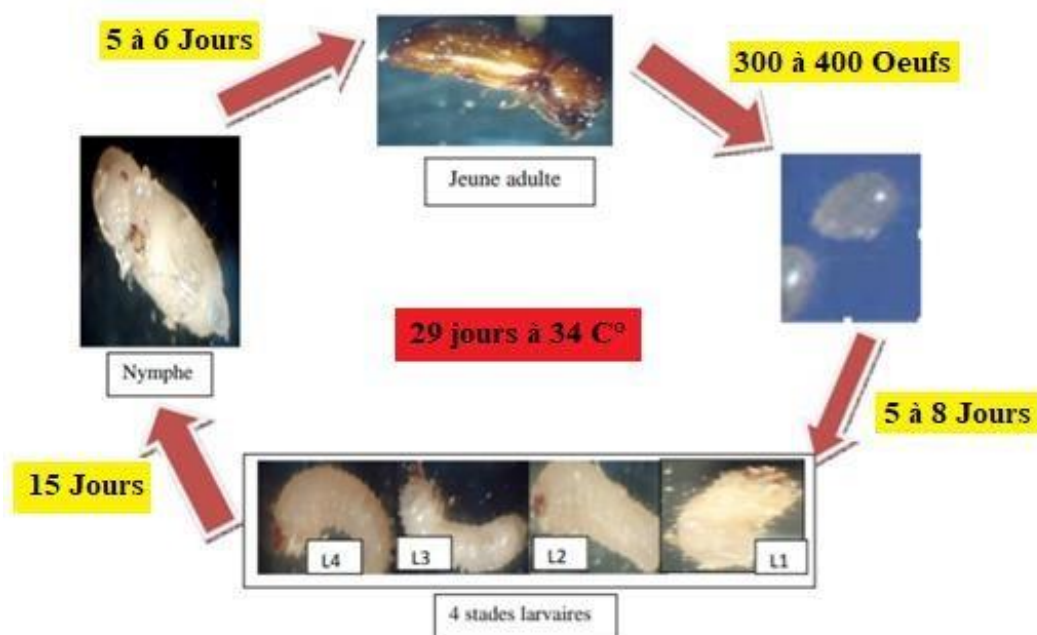 5 à 6 Jours
300 à 400 Oeufs
Jeune adulte
29 jours à 34 C°
Nymphe
5 à 8 Jours
15 Jours
L4
L3
L2
L1
4 stades larvaires